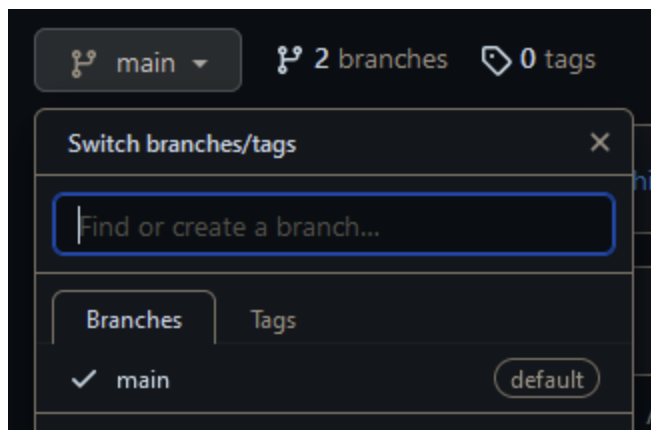 main 2 branches 0 tags
Switch branches/tags
Find or create a branch...
Branches Tags
main default